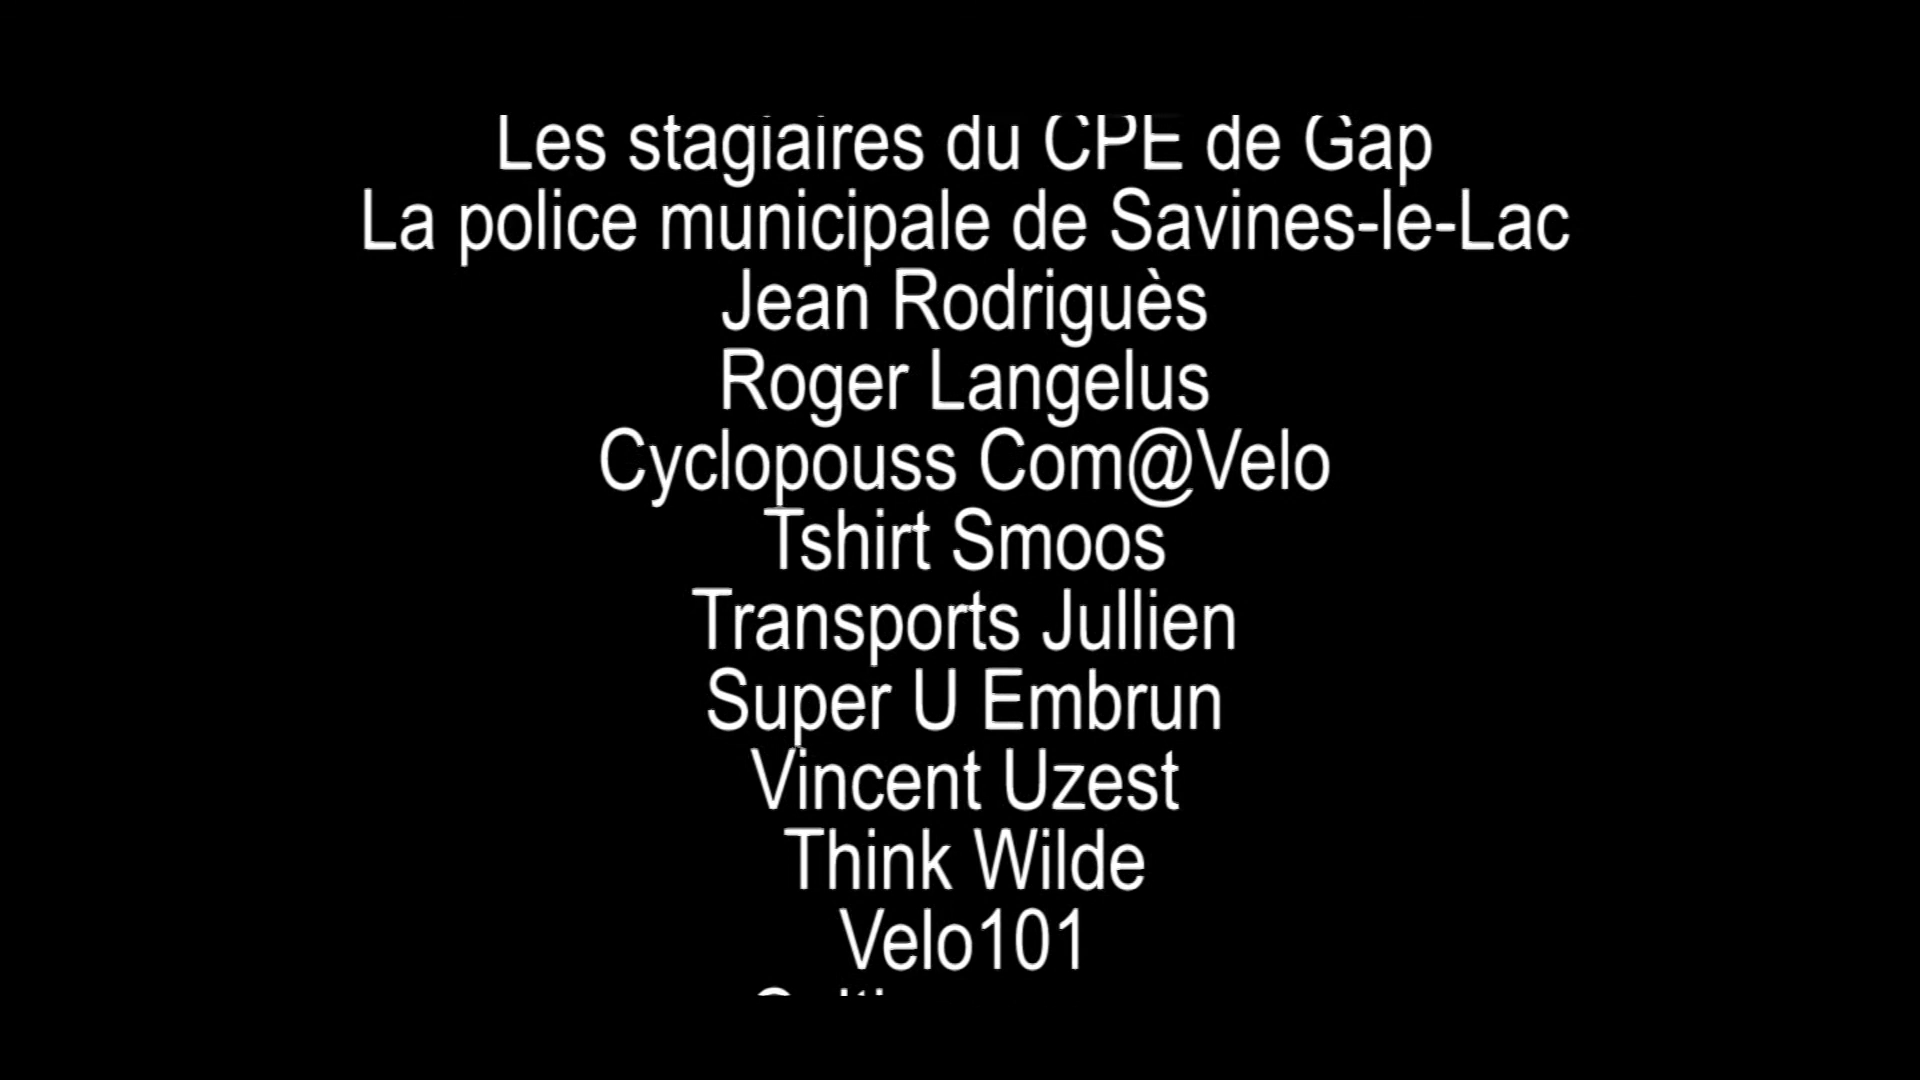 Les stagiaires du CPE de Gap
La police municipale de Savines-le-Lac
Jean Rodriguès
Roger Langelus
Cyclopouss Com@Velo
Tshirt Smoos
Transports Jullien
Super U Embrun
Vincent Uzest
Think Wilde
Velo101